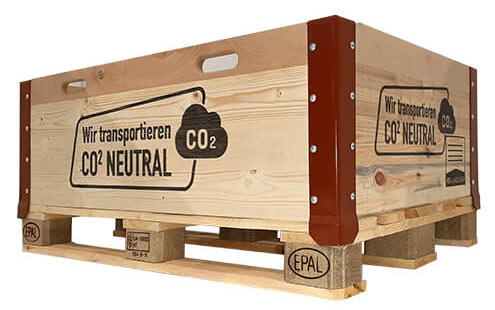 Wir transportieren
CO² NEUTRAL
CO₂
Wir transportieren
CO² NEUTRAL
CO₂
EPAL
EPAL